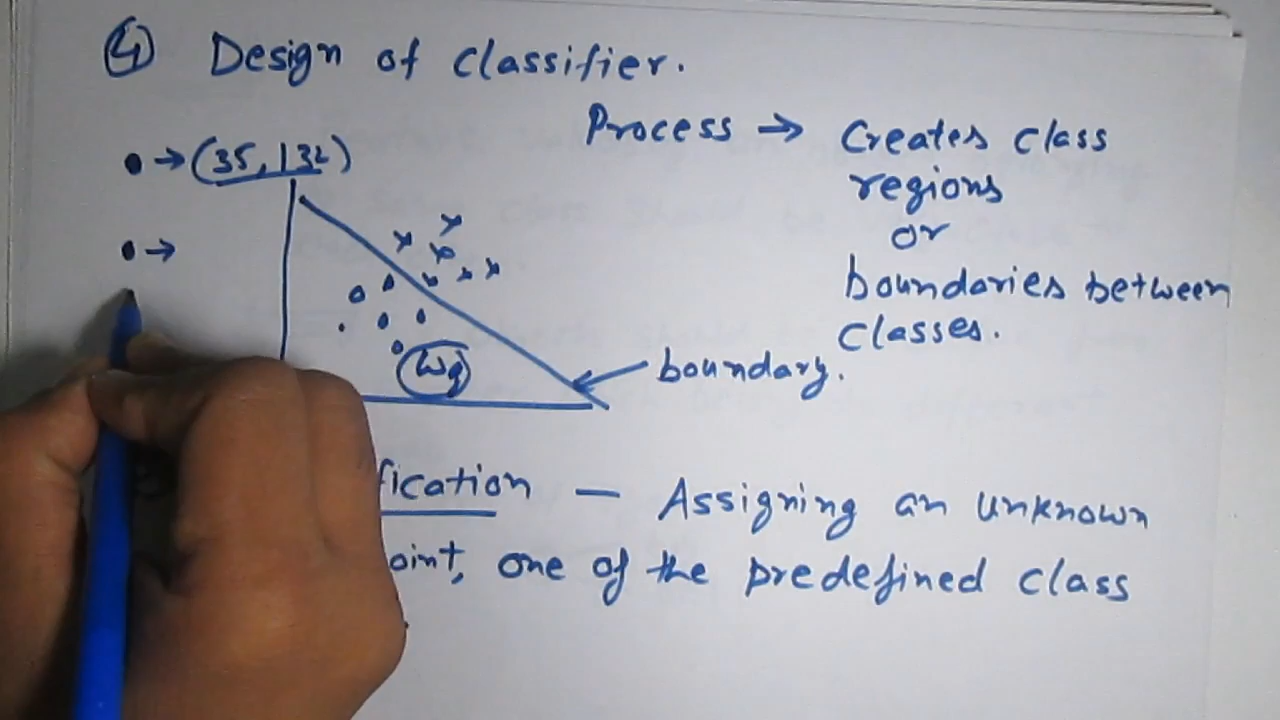 ④ Design of classifier.
Process → Creates class
regions
or
boundaries between
classes.
• → (35,132)
• →
boundary.
fication — Assigning an unknown
oint, one of the predefined class